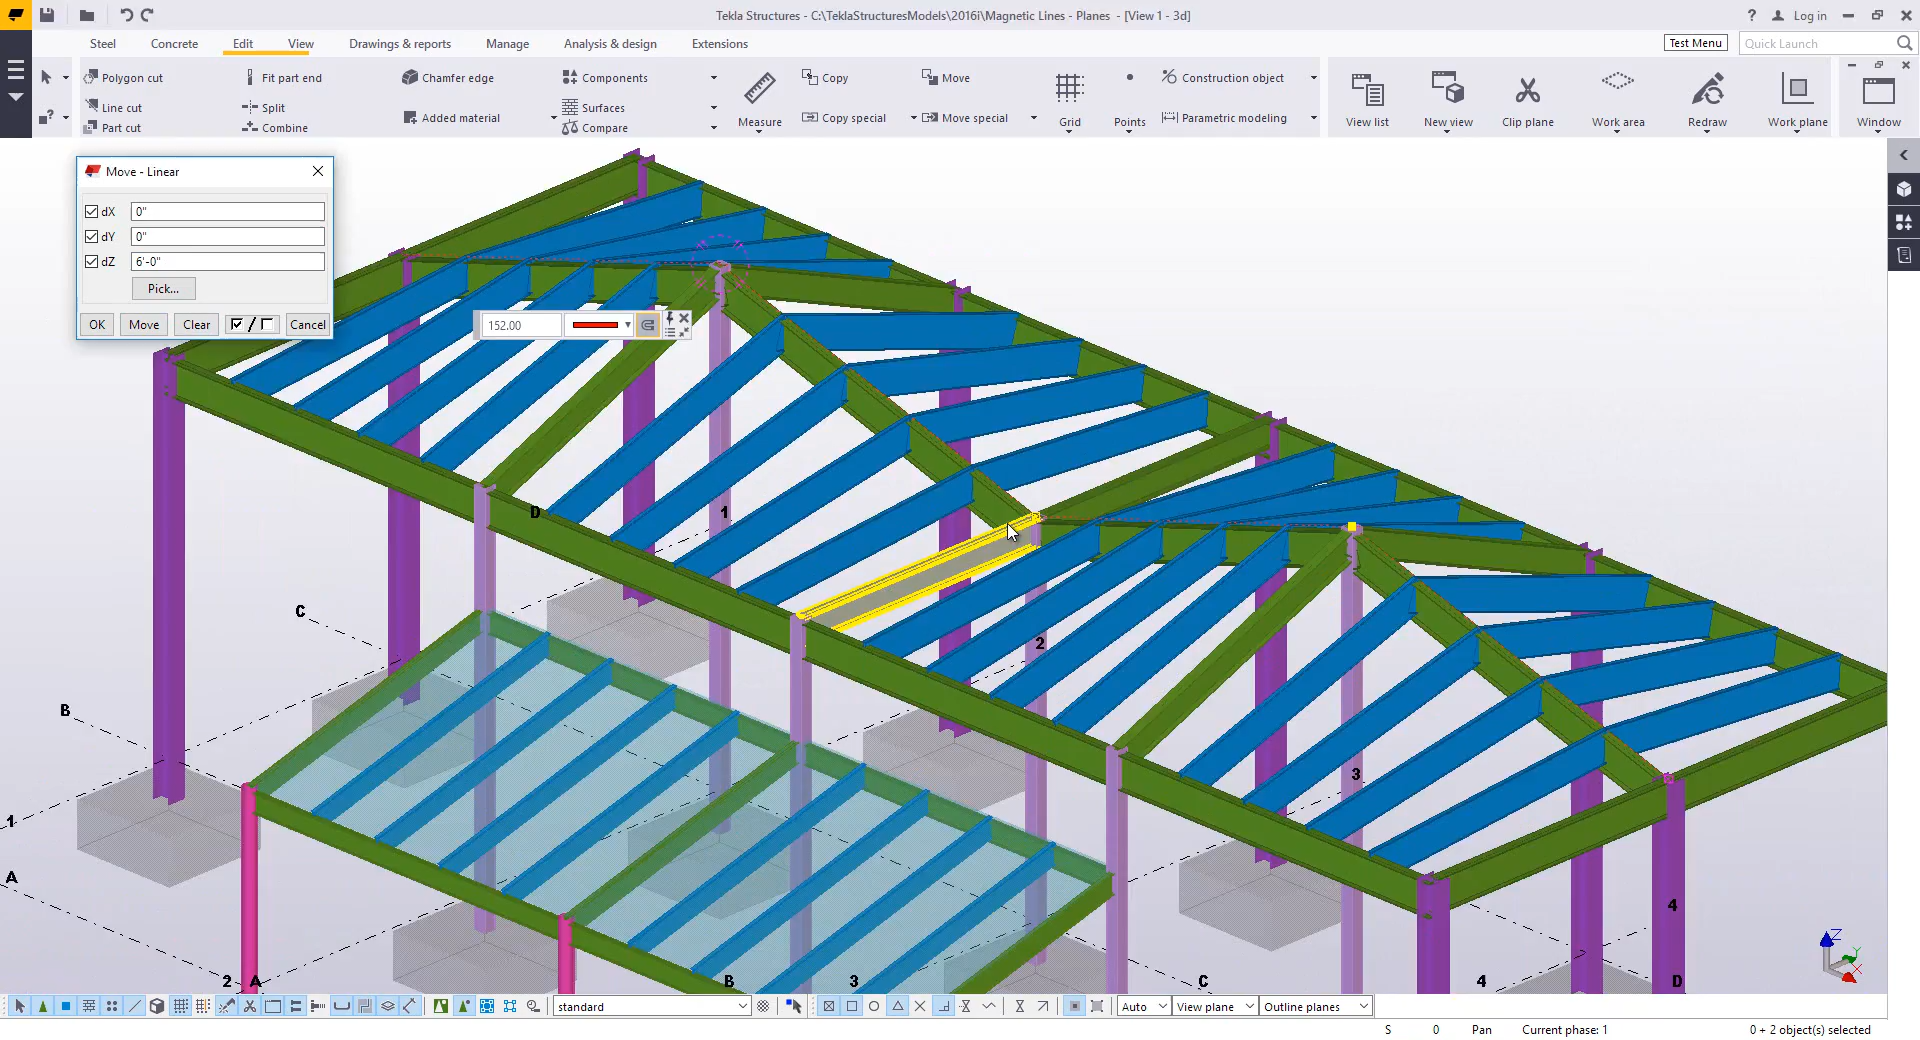 Tekla Structures - C:\TeklaStructuresModels\2016i\Magnetic Lines - Planes - [View 1 - 3d]
? Log in
Steel Concrete Edit View Drawings & reports Manage Analysis & design Extensions
Test Menu Quick Launch
Polygon cut Fit part end Chamfer edge Components Copy Move Construction object
Line cut Split Surfaces
Part cut Combine Added material Compare Copy special Move special Parametric modeling
Measure Grid Points View list New view Clip plane Work area Redraw Work plane Window
Move - Linear
dX 0"
dY 0"
dZ 6'-0"
Pick...
OK Move Clear / Cancel
152.00
D 1
C
2
B
3
1
A
4
2 A B 3 C 4 D
Z
Y
X
standard Auto View plane Outline planes
S 0 Pan Current phase: 1 0 + 2 object(s) selected